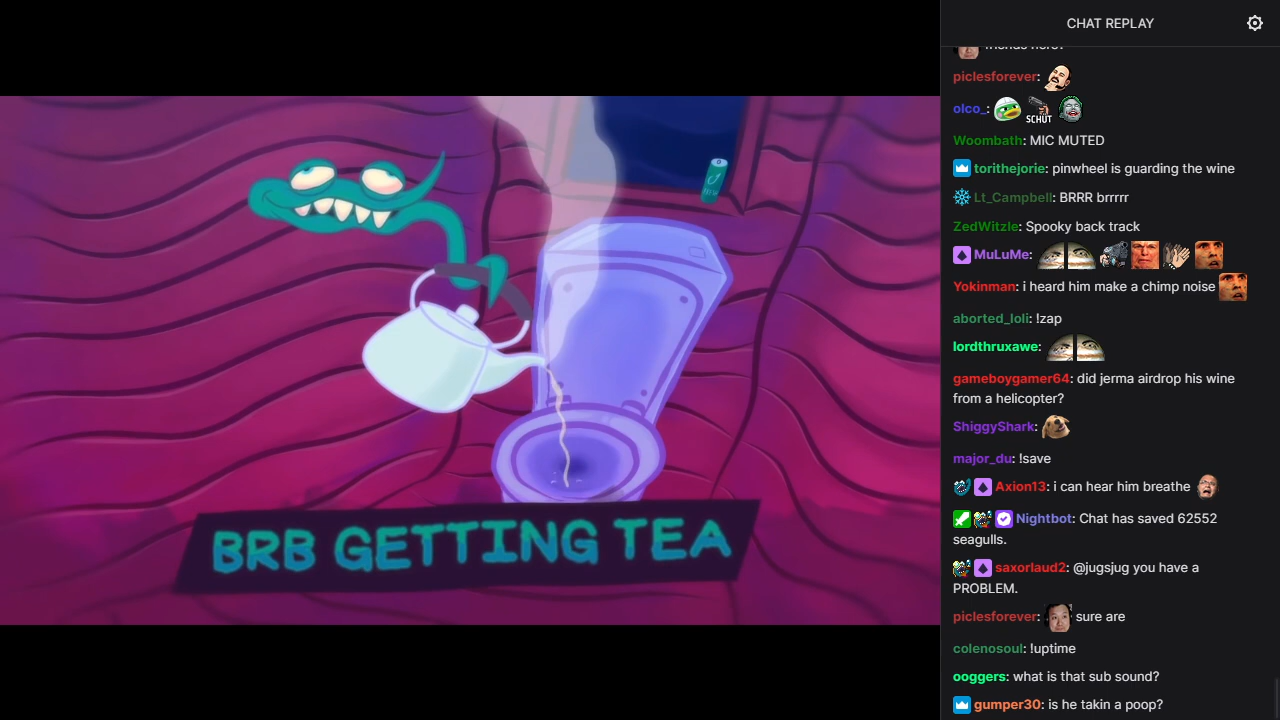 CHAT REPLAY
piclesforever:
olco_:
SCHUT
Woombath: MIC MUTED
torithejorie: pinwheel is guarding the wine
Lt_Campbell: BRRR brrrrr
ZedWitzle: Spooky back track
MuLuMe:
Yokinman: i heard him make a chimp noise
aborted_loli: !zap
lordthruxawe:
gameboygamer64: did jerma airdrop his wine
from a helicopter?
ShiggyShark:
major_du: !save
Axion13: i can hear him breathe
Nightbot: Chat has saved 62552
seagulls.
saxorlaud2: @jugsjug you have a
PROBLEM.
piclesforever: sure are
colenosoul: !uptime
ooggers: what is that sub sound?
gumper30: is he takin a poop?
BRB GETTING TEA